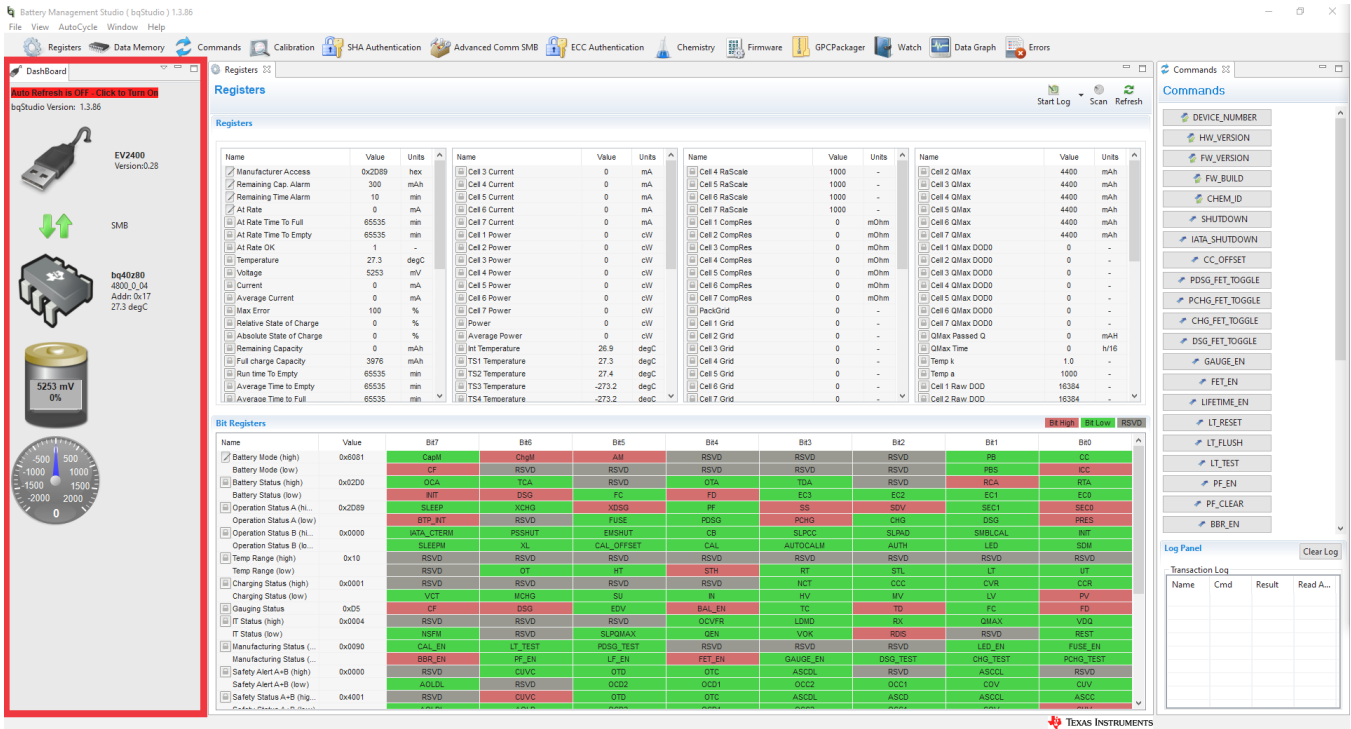 Battery Management Studio ( bqStudio ) 1.3.86
File View AutoCycle Window Help
Registers Data Memory Commands Calibration SHA Authentication Advanced Comm SMB ECC Authentication Chemistry Firmware GPCPackager Watch Data Graph Errors
DashBoard
Auto Refresh is OFF - Click to Turn On
bqStudio Version: 1.3.86
EV2400
Version:0.28
SMB
bq40z80
4800_0_04
Addr: 0x17
27.3 degC
5253 mV
0%
-500 500
-1000 1000
-1500 1500
-2000 2000
0
Registers
Registers
Start Log Scan Refresh
Registers
Name Value Units Name Value Units Name Value Units Name Value Units
Manufacturer Access 0x2D89 hex Cell 3 Current 0 mA Cell 4 RaScale 1000 - Cell 2 QMax 4400 mAh
Remaining Cap. Alarm 300 mAh Cell 4 Current 0 mA Cell 5 RaScale 1000 - Cell 3 QMax 4400 mAh
Remaining Time Alarm 10 min Cell 5 Current 0 mA Cell 6 RaScale 1000 - Cell 4 QMax 4400 mAh
At Rate 0 mA Cell 6 Current 0 mA Cell 7 RaScale 1000 - Cell 5 QMax 4400 mAh
At Rate Time To Full 65535 min Cell 7 Current 0 mA Cell 1 CompRes 0 mOhm Cell 6 QMax 4400 mAh
At Rate Time To Empty 65535 min Cell 1 Power 0 cW Cell 2 CompRes 0 mOhm Cell 7 QMax 4400 mAh
At Rate OK 1 - Cell 2 Power 0 cW Cell 3 CompRes 0 mOhm Cell 1 QMax DOD0 0 -
Temperature 27.3 degC Cell 3 Power 0 cW Cell 4 CompRes 0 mOhm Cell 2 QMax DOD0 0 -
Voltage 5253 mV Cell 4 Power 0 cW Cell 5 CompRes 0 mOhm Cell 3 QMax DOD0 0 -
Current 0 mA Cell 5 Power 0 cW Cell 6 CompRes 0 mOhm Cell 4 QMax DOD0 0 -
Average Current 0 mA Cell 6 Power 0 cW Cell 7 CompRes 0 mOhm Cell 5 QMax DOD0 0 -
Max Error 100 % Cell 7 Power 0 cW PackGrid 0 - Cell 6 QMax DOD0 0 -
Relative State of Charge 0 % Power 0 cW Cell 1 Grid 0 - Cell 7 QMax DOD0 0 -
Absolute State of Charge 0 % Average Power 0 cW Cell 2 Grid 0 - QMax Passed Q 0 mAH
Remaining Capacity 0 mAh Int Temperature 26.9 degC Cell 3 Grid 0 - QMax Time 0 h/16
Full charge Capacity 3976 mAh TS1 Temperature 27.3 degC Cell 4 Grid 0 - Temp k 1.0 -
Run time To Empty 65535 min TS2 Temperature 27.4 degC Cell 5 Grid 0 - Temp a 1000 -
Average Time to Empty 65535 min TS3 Temperature -273.2 degC Cell 6 Grid 0 - Cell 1 Raw DOD 16384 -
Average Time to Full 65535 min TS4 Temperature -273.2 degC Cell 7 Grid 0 - Cell 2 Raw DOD 16384 -
Bit Registers Bit High Bit Low RSVD
Name Value Bit7 Bit6 Bit5 Bit4 Bit3 Bit2 Bit1 Bit0
Battery Mode (high) 0x6081 CapM ChgM AM RSVD RSVD RSVD PB CC
Battery Mode (low) CF RSVD RSVD RSVD RSVD RSVD PBS ICC
Battery Status (high) 0x02D0 OCA TCA RSVD OTA TDA RSVD RCA RTA
Battery Status (low) INIT DSG FC FD EC3 EC2 EC1 EC0
Operation Status A (hi... 0x2D89 SLEEP XCHG XDSG PF SS SDV SEC1 SEC0
Operation Status A (low) BTP_INT RSVD FUSE PDSG PCHG CHG DSG PRES
Operation Status B (hi... 0x0000 IATA_CTERM PSSHUT EMSHUT CB SLPCC SLPAD SMBLCAL INIT
Operation Status B (lo... SLEEPM XL CAL_OFFSET CAL AUTOCALM AUTH LED SDM
Temp Range (high) 0x10 RSVD RSVD RSVD RSVD RSVD RSVD RSVD RSVD
Temp Range (low) RSVD OT HT STH RT STL LT UT
Charging Status (high) 0x0001 RSVD RSVD RSVD RSVD NCT CCC CVR CCR
Charging Status (low) VCT MCHG SU IN HV MV LV PV
Gauging Status 0xD5 CF DSG EDV BAL_EN TC TD FC FD
IT Status (high) 0x0004 RSVD RSVD RSVD OCVFR LDMD RX QMAX VDQ
IT Status (low) NSFM RSVD SLPQMAX QEN VOK RDIS RSVD REST
Manufacturing Status (... 0x0090 CAL_EN LT_TEST PDSG_TEST RSVD RSVD RSVD LED_EN FUSE_EN
Manufacturing Status (... BBR_EN PF_EN LF_EN FET_EN GAUGE_EN DSG_TEST CHG_TEST PCHG_TEST
Safety Alert A+B (high) 0x0000 RSVD CUVC OTD OTC ASCDL RSVD ASCCL RSVD
Safety Alert A+B (low) AOLDL RSVD OCD2 OCD1 OCC2 OCC1 COV CUV
Safety Status A+B (hig... 0x4001 RSVD CUVC OTD OTC ASCDL ASCD ASCCL ASCC
Commands
Commands
DEVICE_NUMBER
HW_VERSION
FW_VERSION
FW_BUILD
CHEM_ID
SHUTDOWN
IATA_SHUTDOWN
CC_OFFSET
PDSG_FET_TOGGLE
PCHG_FET_TOGGLE
CHG_FET_TOGGLE
DSG_FET_TOGGLE
GAUGE_EN
FET_EN
LIFETIME_EN
LT_RESET
LT_FLUSH
LT_TEST
PF_EN
PF_CLEAR
BBR_EN
Log Panel Clear Log
Transaction Log
Name Cmd Result Read A...
TEXAS INSTRUMENTS